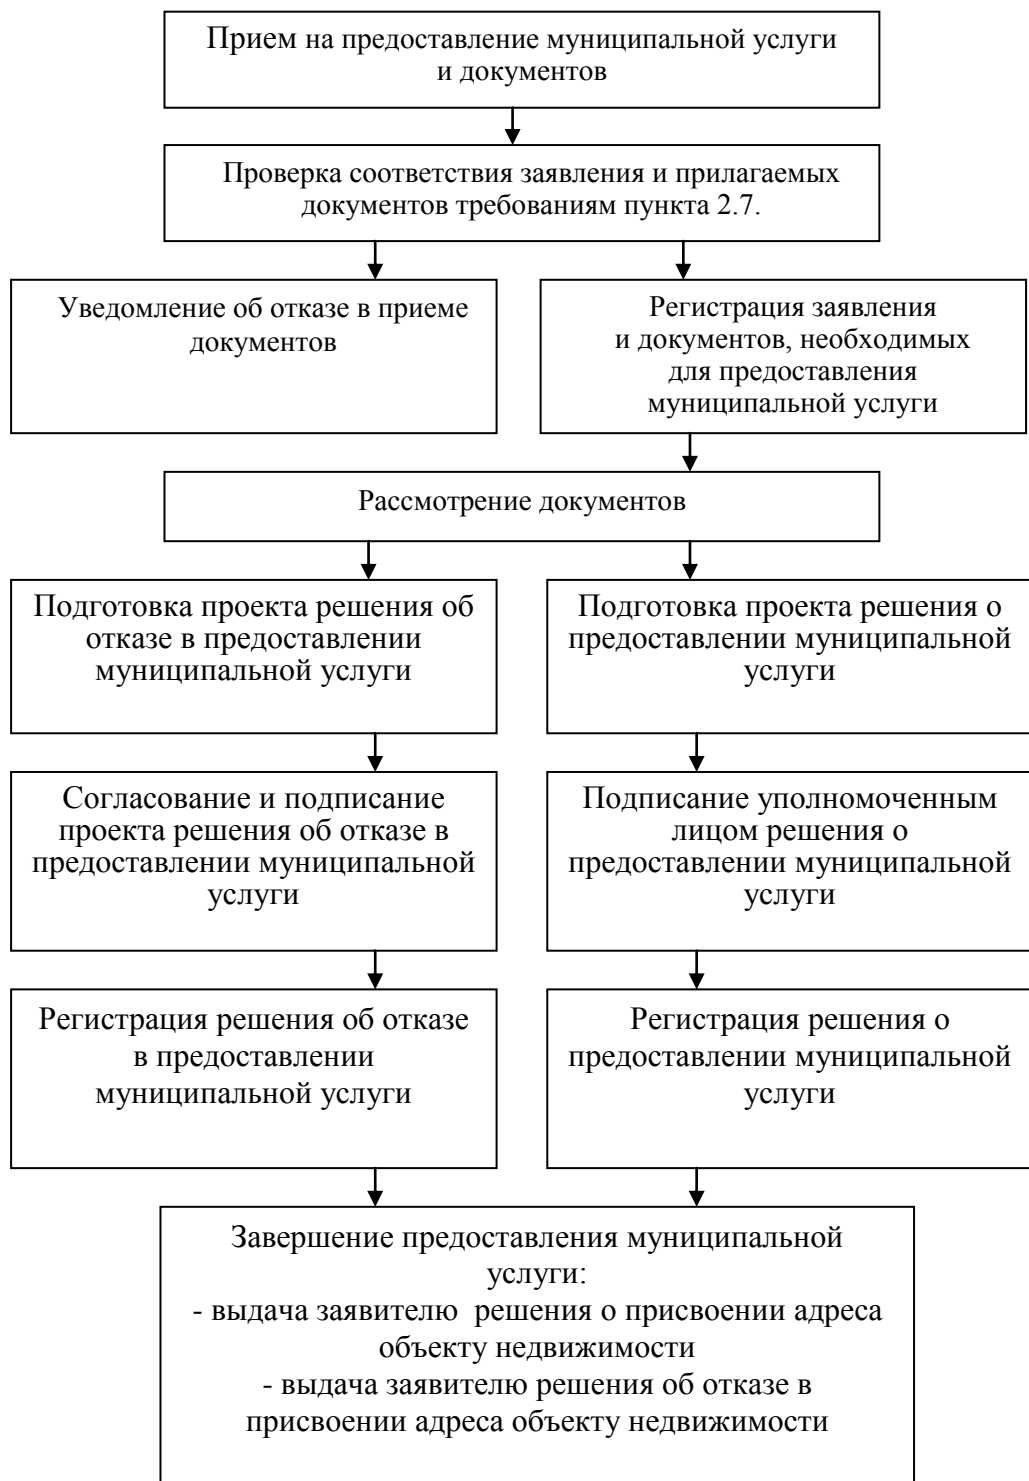 Прием на предоставление муниципальной услуги
и документов
Проверка соответствия заявления и прилагаемых
документов требованиям пункта 2.7.
Уведомление об отказе в приеме
документов
Регистрация заявления
и документов, необходимых
для предоставления
муниципальной услуги
Рассмотрение документов
Подготовка проекта решения об
отказе в предоставлении
муниципальной услуги
Подготовка проекта решения о
предоставлении муниципальной
услуги
Согласование и подписание
проекта решения об отказе в
предоставлении муниципальной
услуги
Подписание уполномоченным
лицом решения о
предоставлении муниципальной
услуги
Регистрация решения об отказе
в предоставлении
муниципальной услуги
Регистрация решения о
предоставлении муниципальной
услуги
Завершение предоставления муниципальной
услуги:
- выдача заявителю решения о присвоении адреса
объекту недвижимости
- выдача заявителю решения об отказе в
присвоении адреса объекту недвижимости